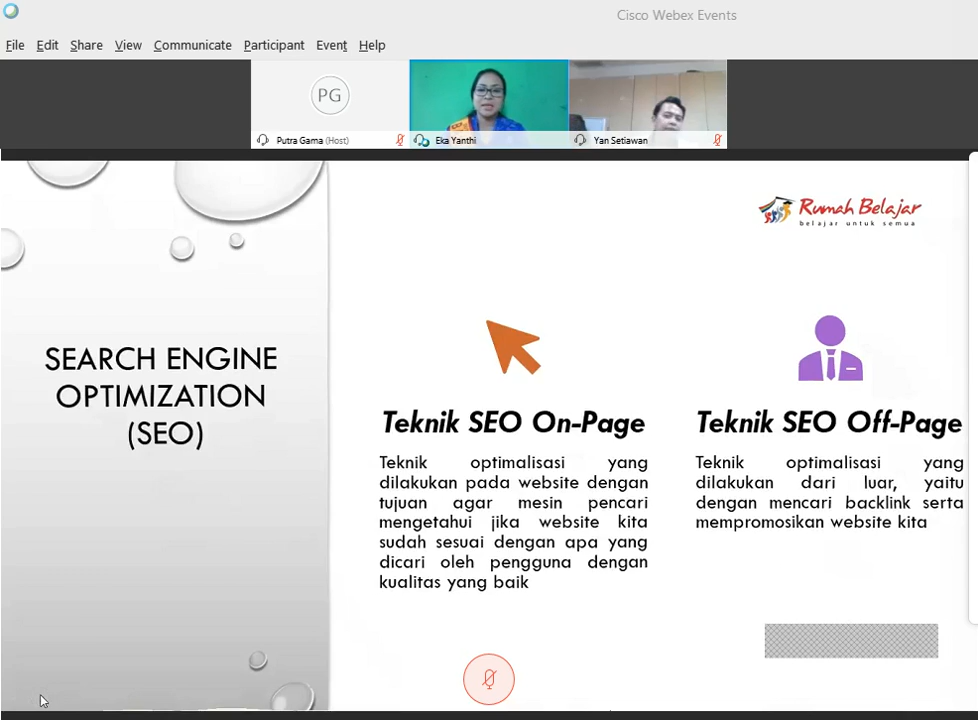 Cisco Webex Events
File Edit Share View Communicate Participant Event Help
PG
Putra Gama (Host)
Eka Yanthi
Yan Setiawan
Rumah Belajar
belajar untuk semua
SEARCH ENGINE
OPTIMIZATION
(SEO)
Teknik SEO On-Page
Teknik optimalisasi yang
dilakukan pada website dengan
tujuan agar mesin pencari
mengetahui jika website kita
sudah sesuai dengan apa yang
dicari oleh pengguna dengan
kualitas yang baik
Teknik SEO Off-Page
Teknik optimalisasi yang
dilakukan dari luar, yaitu
dengan mencari backlink serta
mempromosikan website kita